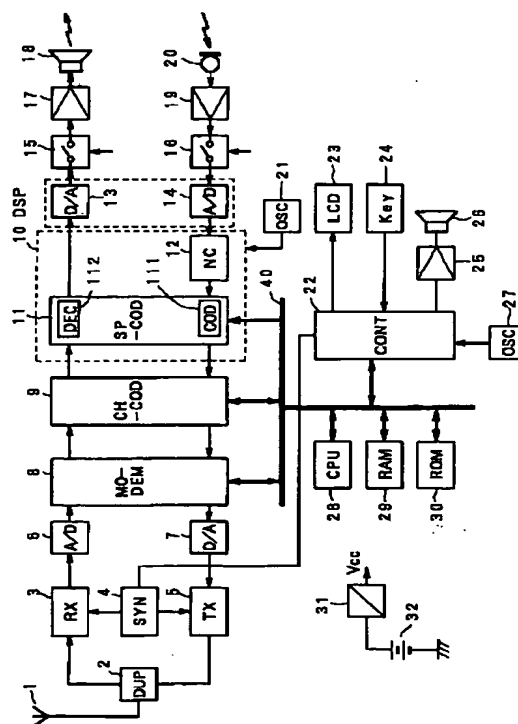 1
2
DUP
3
RX
4
SYN
5
TX
6
A/D
7
D/A
8
MO-
DEM
9
CH
-COD
10 DSP
11
DEC
112
SP
-COD
111
COD
12
NC
D/A
13
A/D
14
15
16
17
18
19
20
21
OSC
22
CONT
23
LCD
24
Key
25
26
27
OSC
40
CPU
28
RAM
29
ROM
30
31
Vcc
32